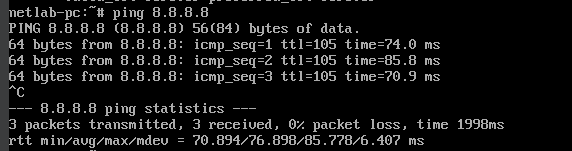 netlab-pc:~# ping 8.8.8.8
PING 8.8.8.8 (8.8.8.8) 56(84) bytes of data.
64 bytes from 8.8.8.8: icmp_seq=1 ttl=105 time=74.0 ms
64 bytes from 8.8.8.8: icmp_seq=2 ttl=105 time=85.8 ms
64 bytes from 8.8.8.8: icmp_seq=3 ttl=105 time=70.9 ms
^C
--- 8.8.8.8 ping statistics ---
3 packets transmitted, 3 received, 0% packet loss, time 1998ms
rtt min/avg/max/mdev = 70.894/76.898/85.778/6.407 ms